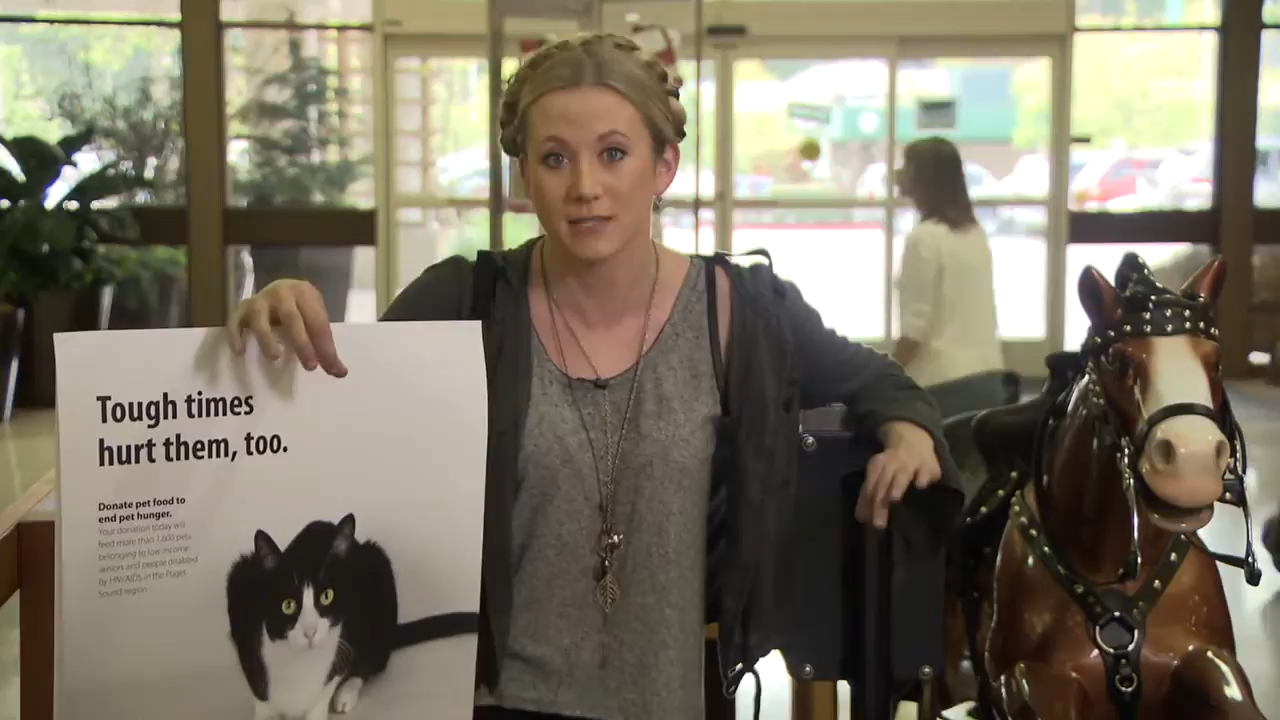 Tough times
hurt them, too.
Donate pet food to
end pet hunger.
Your donation today will
feed more than 1,600 pets
belonging to low-income
seniors and people disabled
by HIV/AIDS in the Puget
Sound region.